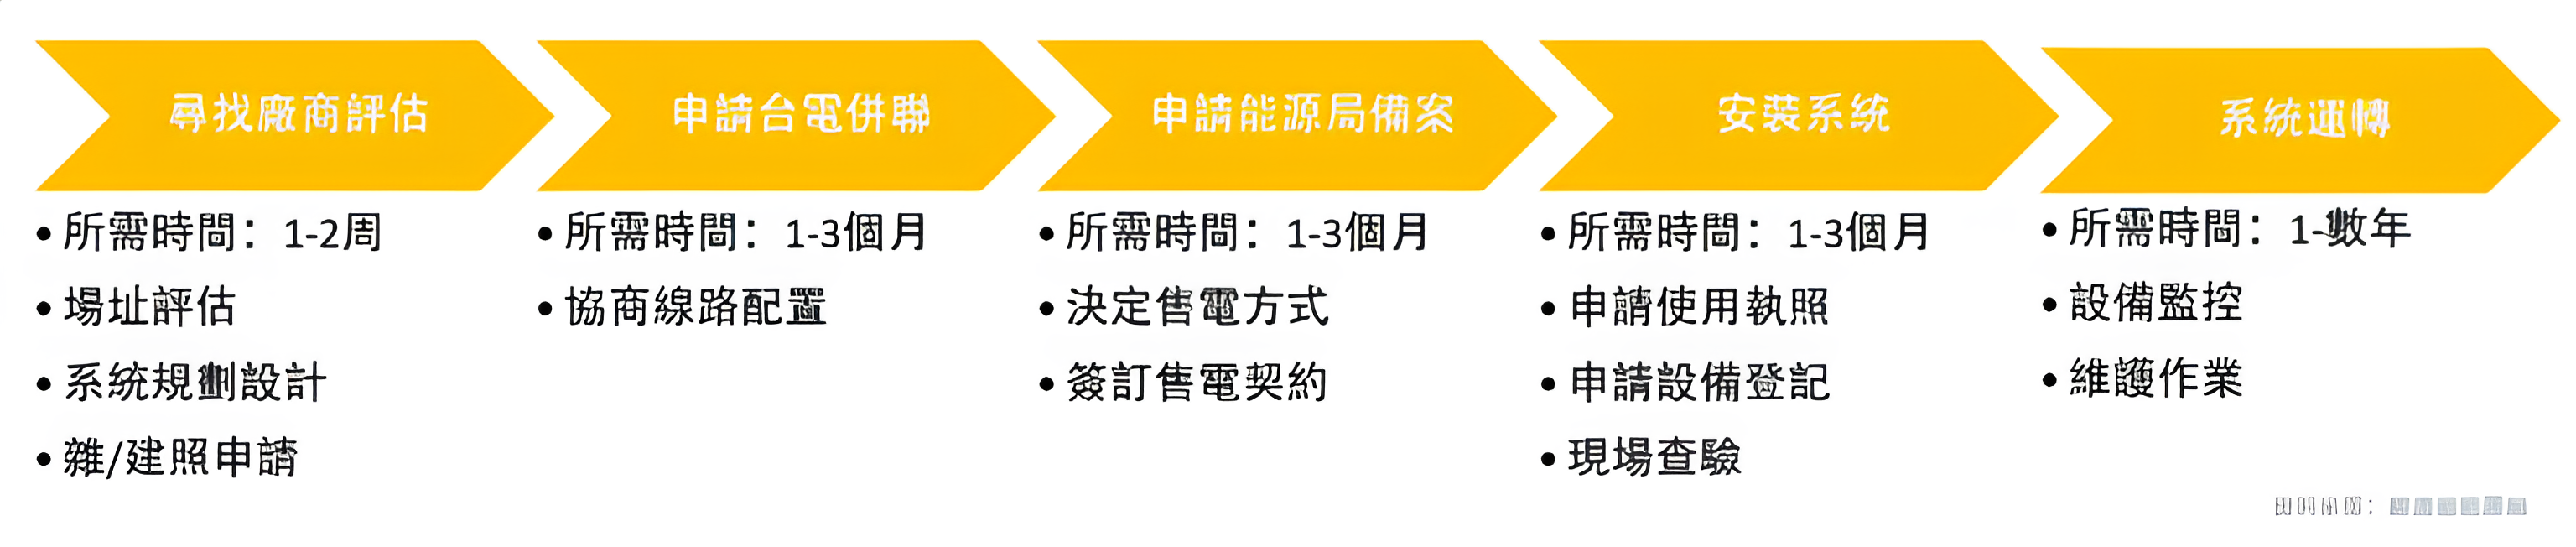 尋找廠商評估
• 所需時間：1-2周
• 場址評估
• 系統規劃設計
• 雜/建照申請
申請台電併聯
• 所需時間：1-3個月
• 協商線路配置
申請能源局備案
• 所需時間：1-3個月
• 決定售電方式
• 簽訂售電契約
安裝系統
• 所需時間：1-3個月
• 申請使用執照
• 申請設備登記
• 現場查驗
系統運轉
• 所需時間：1-數年
• 設備監控
• 維護作業